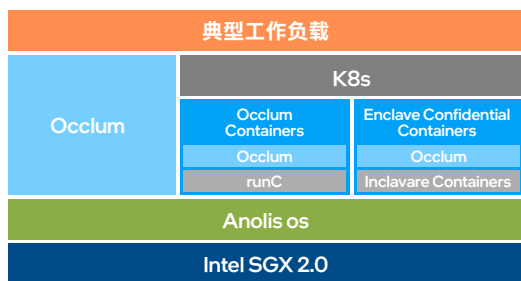 典型工作负载
Occlum
K8s
Occlum
Containers
Occlum
runC
Enclave Confidential
Containers
Occlum
Inclavare Containers
Anolis os
Intel SGX 2.0